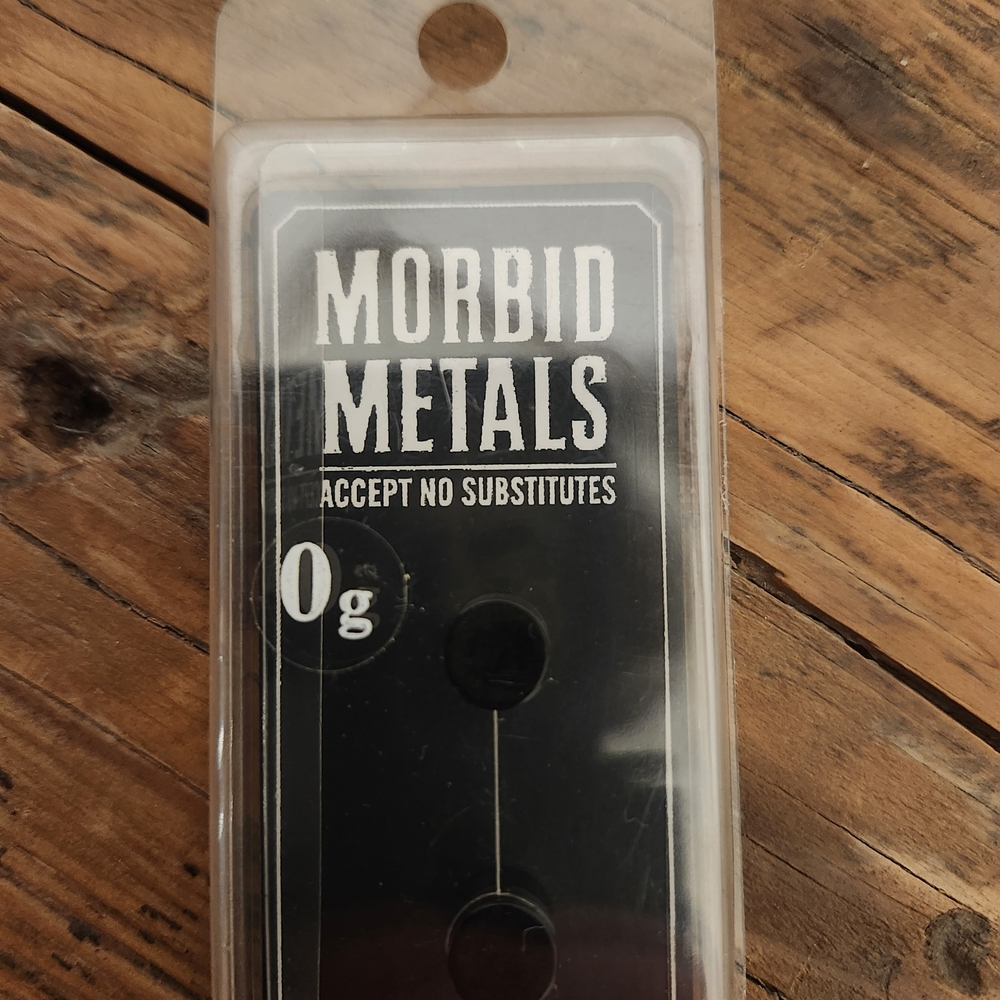 MORBID
METALS
ACCEPT NO SUBSTITUTES
0g